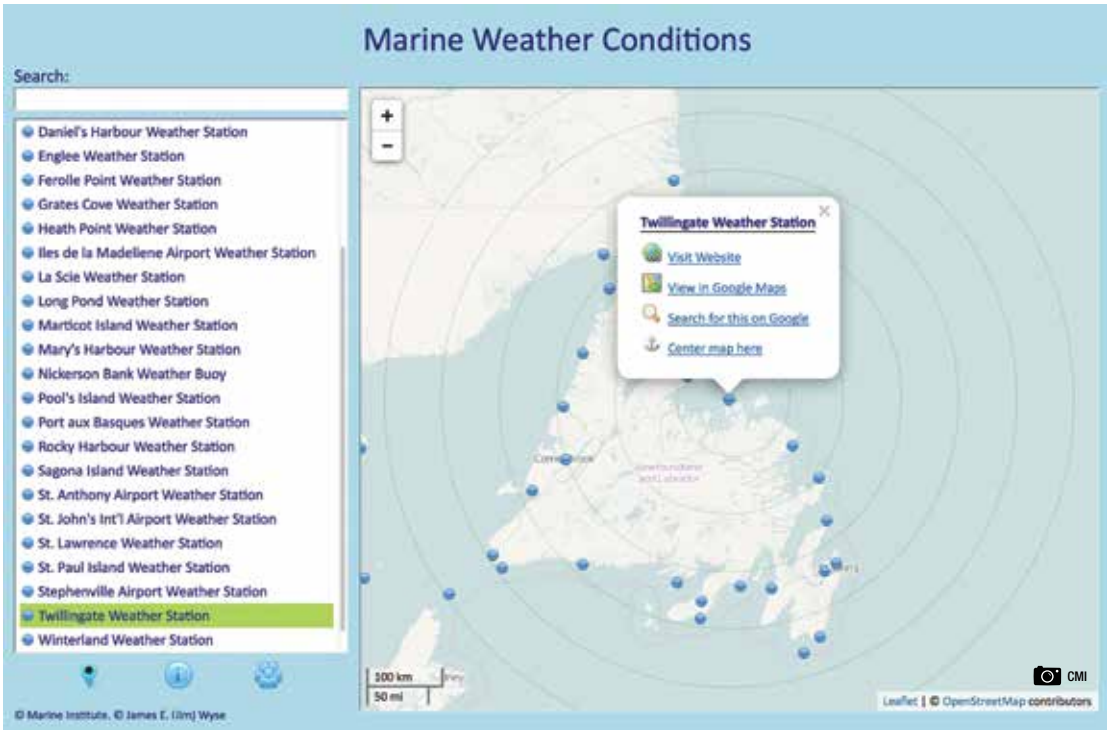 Marine Weather Conditions
Search:
Daniel's Harbour Weather Station
Englee Weather Station
Ferolle Point Weather Station
Grates Cove Weather Station
Heath Point Weather Station
Iles de la Madeliene Airport Weather Station
La Scie Weather Station
Long Pond Weather Station
Marticot Island Weather Station
Mary's Harbour Weather Station
Nickerson Bank Weather Buoy
Pool's Island Weather Station
Port aux Basques Weather Station
Rocky Harbour Weather Station
Sagona Island Weather Station
St. Anthony Airport Weather Station
St. John's Int'l Airport Weather Station
St. Lawrence Weather Station
St. Paul Island Weather Station
Stephenville Airport Weather Station
Twillingate Weather Station
Winterland Weather Station
© Marine Institute, © James E. (Jim) Wyse
+
−
Twillingate Weather Station
×
Visit Website
View in Google Maps
Search for this on Google
Center map here
Newfoundland
and Labrador
100 km
50 mi
CMI
Leaflet | © OpenStreetMap contributors